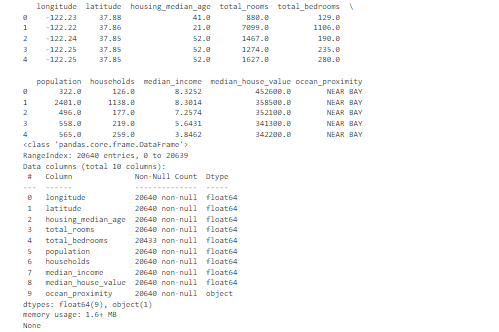 longitude latitude housing_median_age total_rooms total_bedrooms \
0 -122.23 37.88 41.0 880.0 129.0
1 -122.22 37.86 21.0 7099.0 1106.0
2 -122.24 37.85 52.0 1467.0 190.0
3 -122.25 37.85 52.0 1274.0 235.0
4 -122.25 37.85 52.0 1627.0 280.0
population households median_income median_house_value ocean_proximity
0 322.0 126.0 8.3252 452600.0 NEAR BAY
1 2401.0 1138.0 8.3014 358500.0 NEAR BAY
2 496.0 177.0 7.2574 352100.0 NEAR BAY
3 558.0 219.0 5.6431 341300.0 NEAR BAY
4 565.0 259.0 3.8462 342200.0 NEAR BAY
<class 'pandas.core.frame.DataFrame'>
RangeIndex: 20640 entries, 0 to 20639
Data columns (total 10 columns):
# Column Non-Null Count Dtype
--- ------ -------------- -----
0 longitude 20640 non-null float64
1 latitude 20640 non-null float64
2 housing_median_age 20640 non-null float64
3 total_rooms 20640 non-null float64
4 total_bedrooms 20433 non-null float64
5 population 20640 non-null float64
6 households 20640 non-null float64
7 median_income 20640 non-null float64
8 median_house_value 20640 non-null float64
9 ocean_proximity 20640 non-null object
dtypes: float64(9), object(1)
memory usage: 1.6+ MB
None